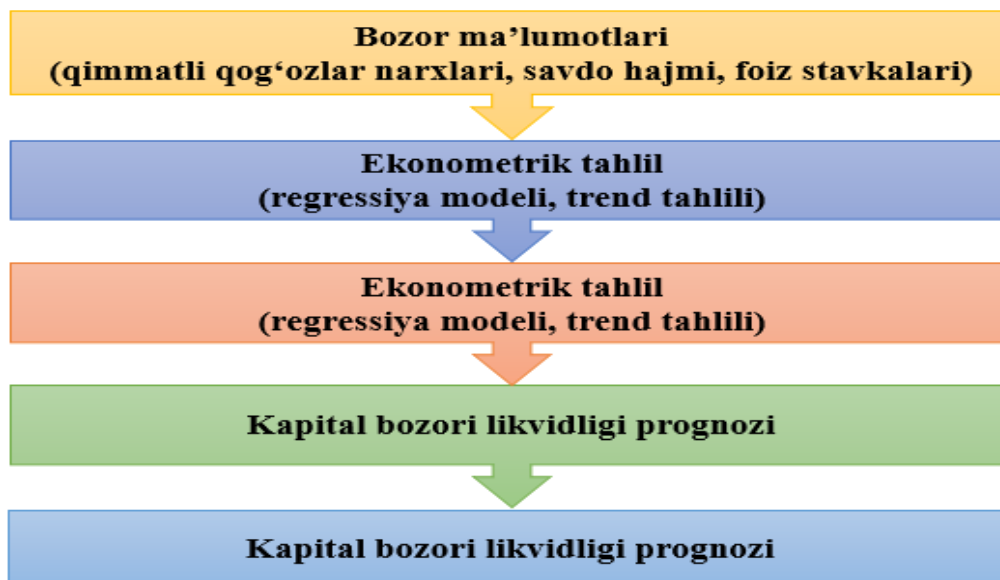 Bozor ma’lumotlari
(qimmatli qog‘ozlar narxlari, savdo hajmi, foiz stavkalari)
Ekonometrik tahlil
(regressiya modeli, trend tahlili)
Ekonometrik tahlil
(regressiya modeli, trend tahlili)
Kapital bozori likvidligi prognozi
Kapital bozori likvidligi prognozi